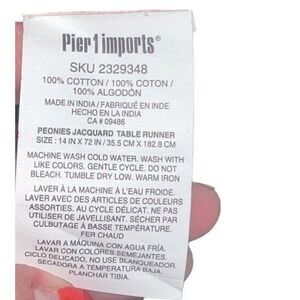 Pier1imports®
SKU 2329348
100% COTTON / 100% COTON /
100% ALGODÓN
MADE IN INDIA / FABRIQUÉ EN INDE
HECHO EN LA INDIA
CA # 09486
PEONIES JACQUARD TABLE RUNNER
SIZE : 14 IN X 72 IN / 35.5 CM X 182.8 CM
MACHINE WASH COLD WATER. WASH WITH
LIKE COLORS. GENTLE CYCLE. DO NOT
BLEACH. TUMBLE DRY LOW. WARM IRON
LAVER À LA MACHINE À L'EAU FROIDE.
LAVER AVEC DES ARTICLES DE COULEURS
ASSORTIES. AU CYCLE DÉLICAT. NE PAS
UTILISER DE JAVELLISANT. SÉCHER PAR
CULBUTAGE À BASSE TEMPÉRATURE.
FER CHAUD
LAVAR A MÁQUINA CON AGUA FRÍA.
LAVAR CON COLORES SEMEJANTES.
CICLO DELICADO. NO USE BLANQUEADOR.
SECADORA A TEMPERATURA BAJA.
PLANCHAR TIBIA.